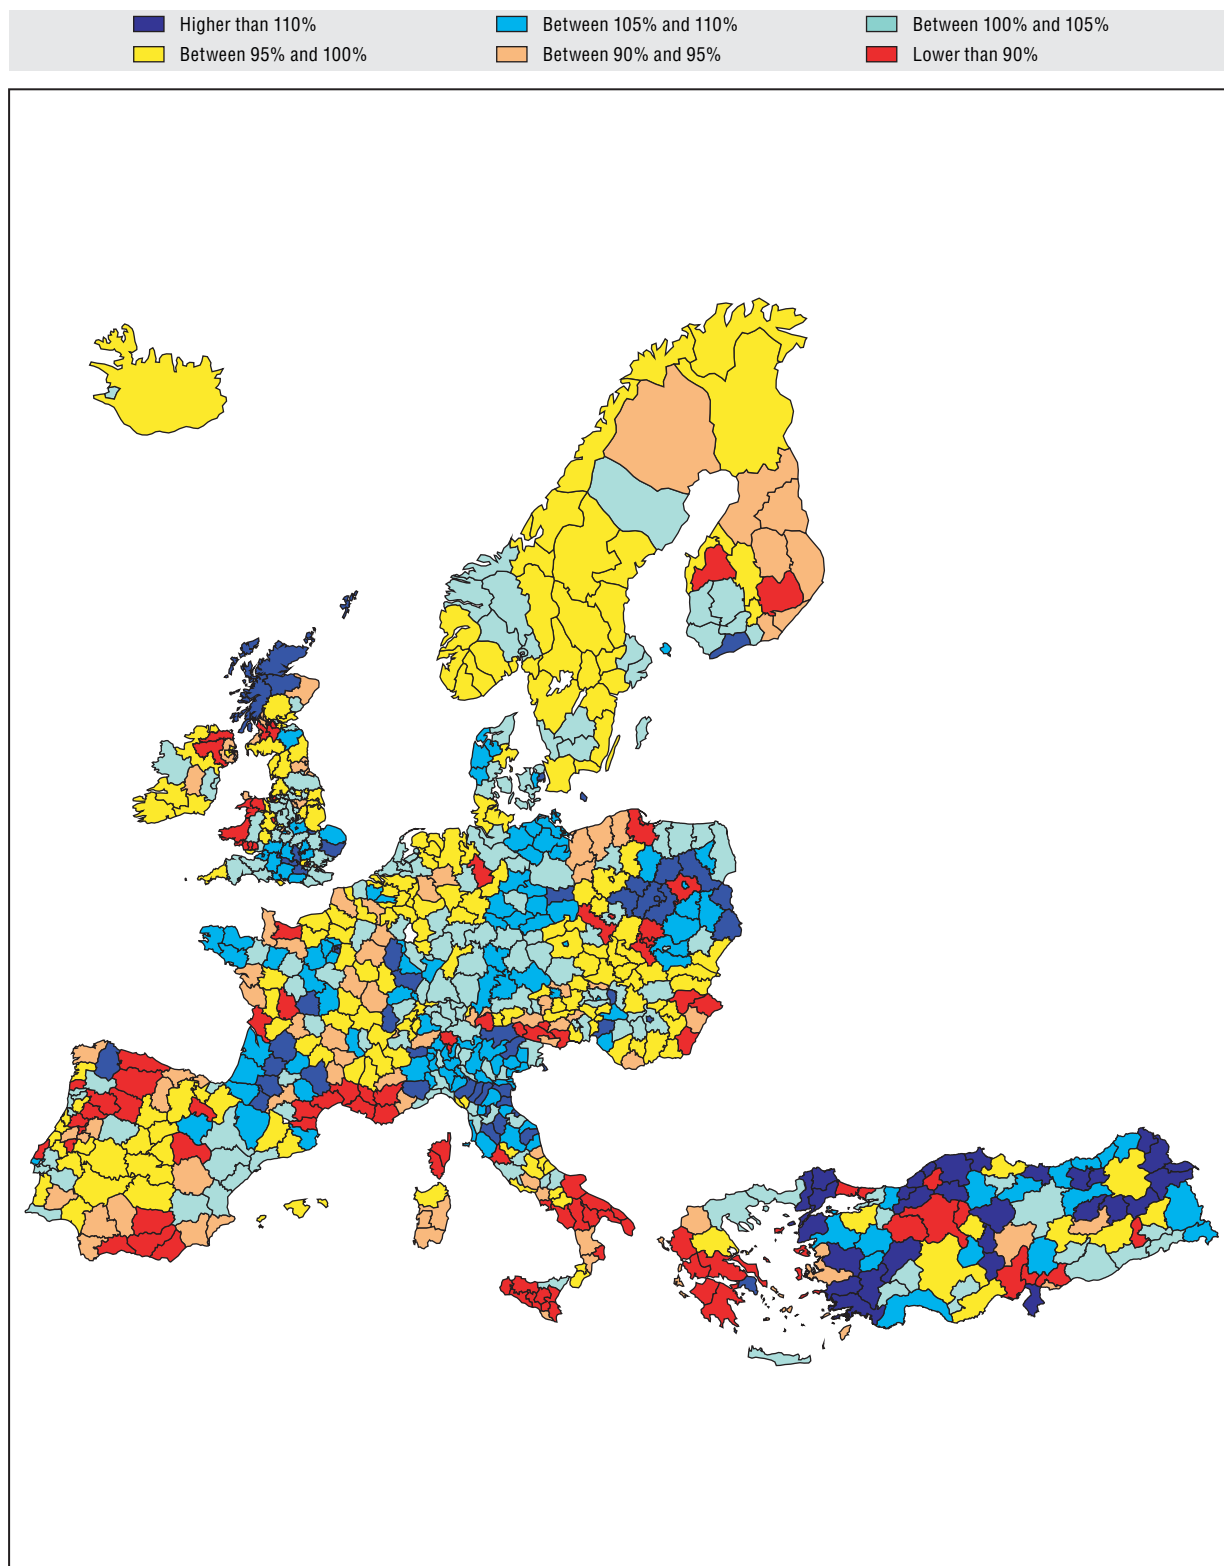 Higher than 110% Between 105% and 110% Between 100% and 105%
Between 95% and 100% Between 90% and 95% Lower than 90%